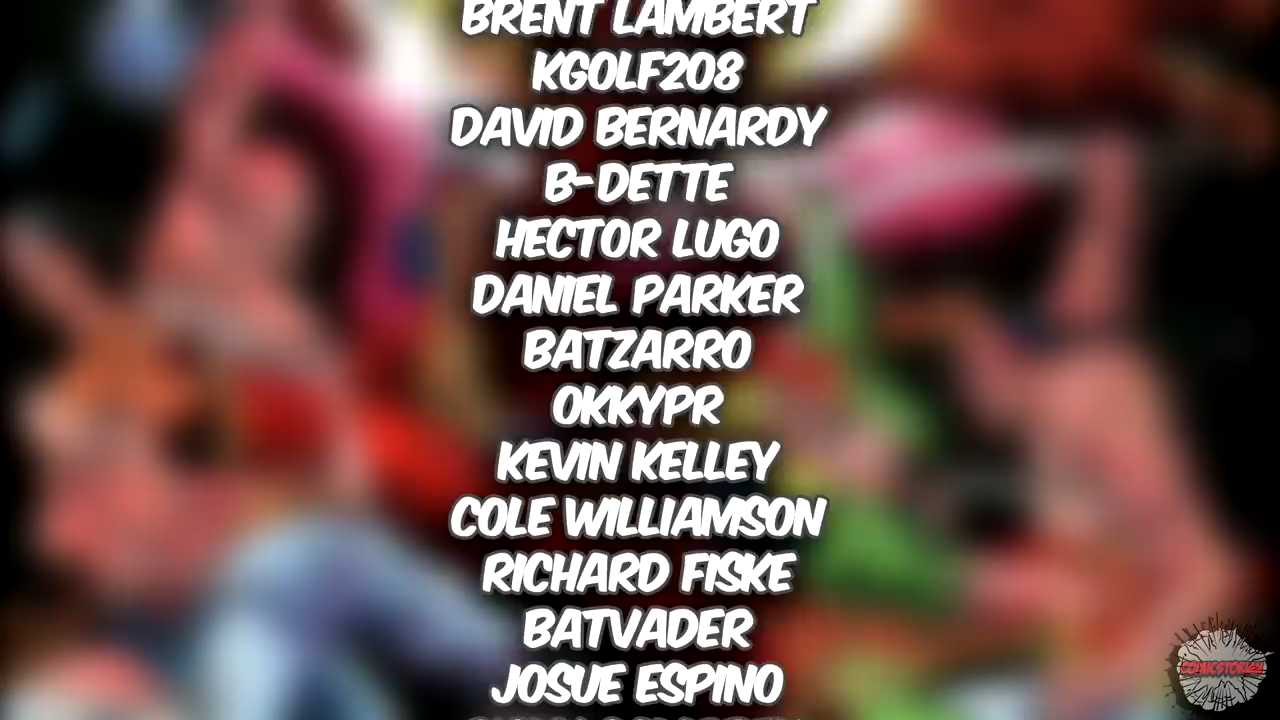 BRENT LAMBERT
KGOLF208
DAVID BERNARDY
B-DETTE
HECTOR LUGO
DANIEL PARKER
BATZARRO
OKKYPR
KEVIN KELLEY
COLE WILLIAMSON
RICHARD FISKE
BATVADER
JOSUE ESPINO
COMICSTORIAN